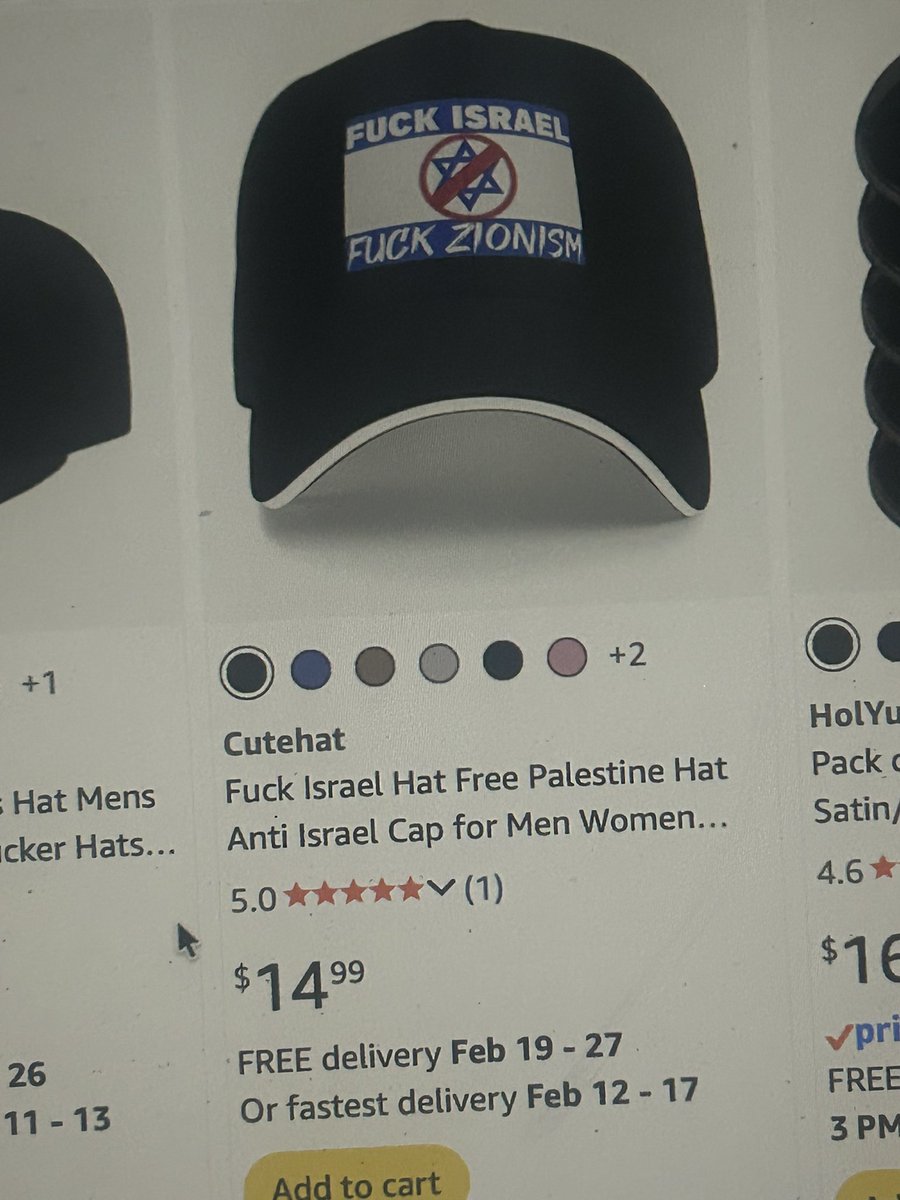 FUCK ISRAEL
FUCK ZIONISM
+1
+2
Cutehat
Fuck Israel Hat Free Palestine Hat
Anti Israel Cap for Men Women...
5.0 (1)
$1499
FREE delivery Feb 19 - 27
Or fastest delivery Feb 12 - 17
Add to cart
Hat Mens
Hats...
26
11 - 13
Pack
4.6
$16
FREE
3 PM